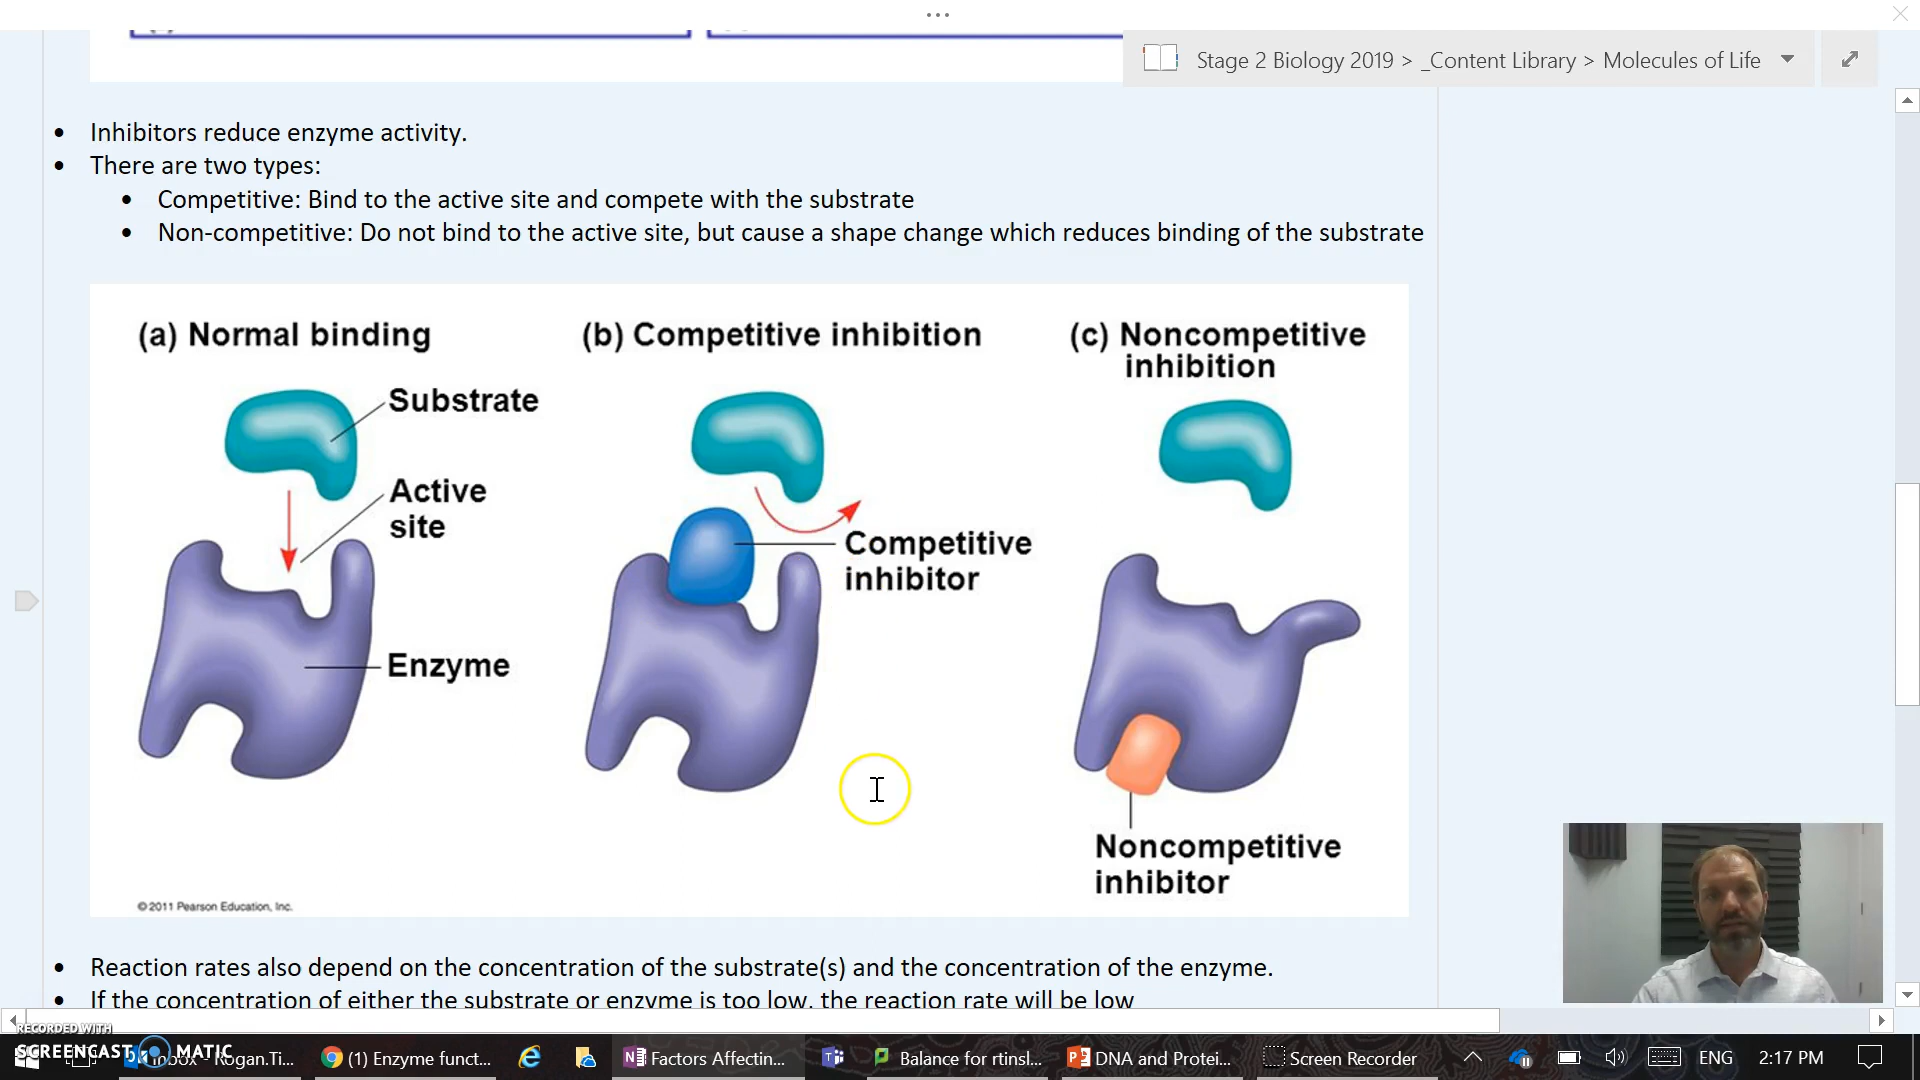 ...
Stage 2 Biology 2019 > _Content Library > Molecules of Life
• Inhibitors reduce enzyme activity.
• There are two types:
• Competitive: Bind to the active site and compete with the substrate
• Non-competitive: Do not bind to the active site, but cause a shape change which reduces binding of the substrate
(a) Normal binding
Substrate
Active
site
Enzyme
(b) Competitive inhibition
Competitive
inhibitor
(c) Noncompetitive
inhibition
Noncompetitive
inhibitor
© 2011 Pearson Education, Inc.
• Reaction rates also depend on the concentration of the substrate(s) and the concentration of the enzyme.
• If the concentration of either the substrate or enzyme is too low, the reaction rate will be low
RECORDED WITH
SCREENCAST MATIC
Inbox - Rogan.Ti...
(1) Enzyme funct...
Factors Affectin...
Balance for rtinsl...
DNA and Protei...
Screen Recorder
ENG
2:17 PM